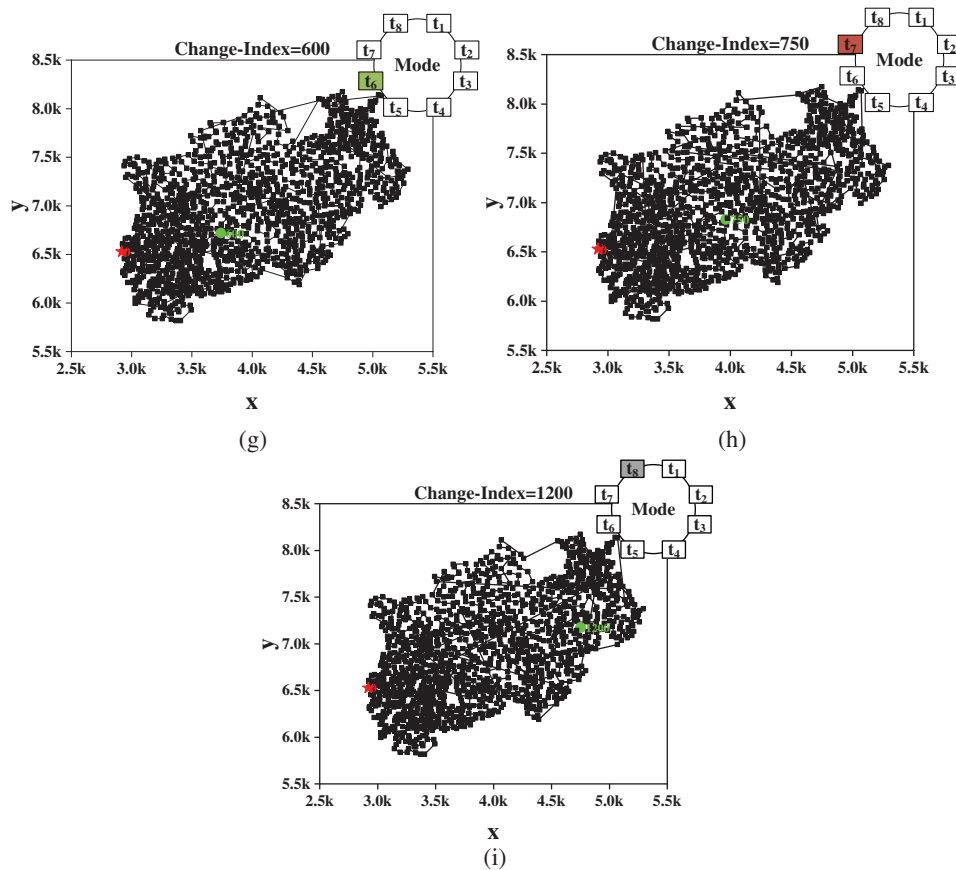 Change-Index=600
t₈ t₁
t₇ t₂
Mode
t₆ t₃
t₅ t₄
8.5k
8.0k
7.5k
7.0k
6.5k
6.0k
5.5k
y
2.5k 3.0k 3.5k 4.0k 4.5k 5.0k 5.5k
x
(g)
Change-Index=750
t₈ t₁
t₇ t₂
Mode
t₆ t₃
t₅ t₄
8.5k
8.0k
7.5k
7.0k
6.5k
6.0k
5.5k
y
2.5k 3.0k 3.5k 4.0k 4.5k 5.0k 5.5k
x
(h)
Change-Index=1200
t₈ t₁
t₇ t₂
Mode
t₆ t₃
t₅ t₄
8.5k
8.0k
7.5k
7.0k
6.5k
6.0k
5.5k
y
1200
2.5k 3.0k 3.5k 4.0k 4.5k 5.0k 5.5k
x
(i)